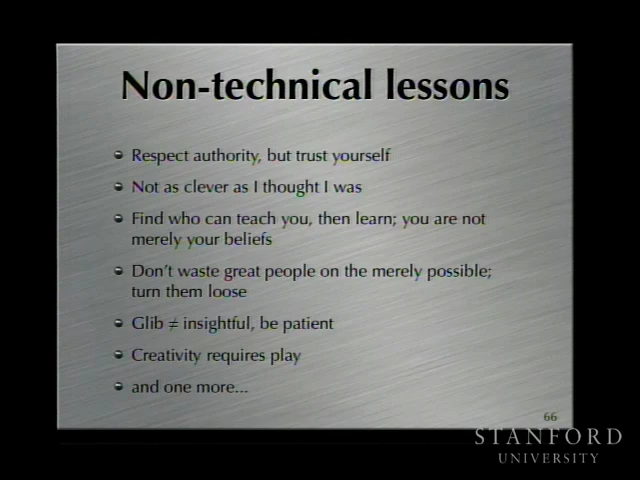 Non-technical lessons
Respect authority, but trust yourself
Not as clever as I thought I was
Find who can teach you, then learn; you are not
merely your beliefs
Don't waste great people on the merely possible;
turn them loose
Glib ≠ insightful, be patient
Creativity requires play
and one more...
66
STANFORD
UNIVERSITY